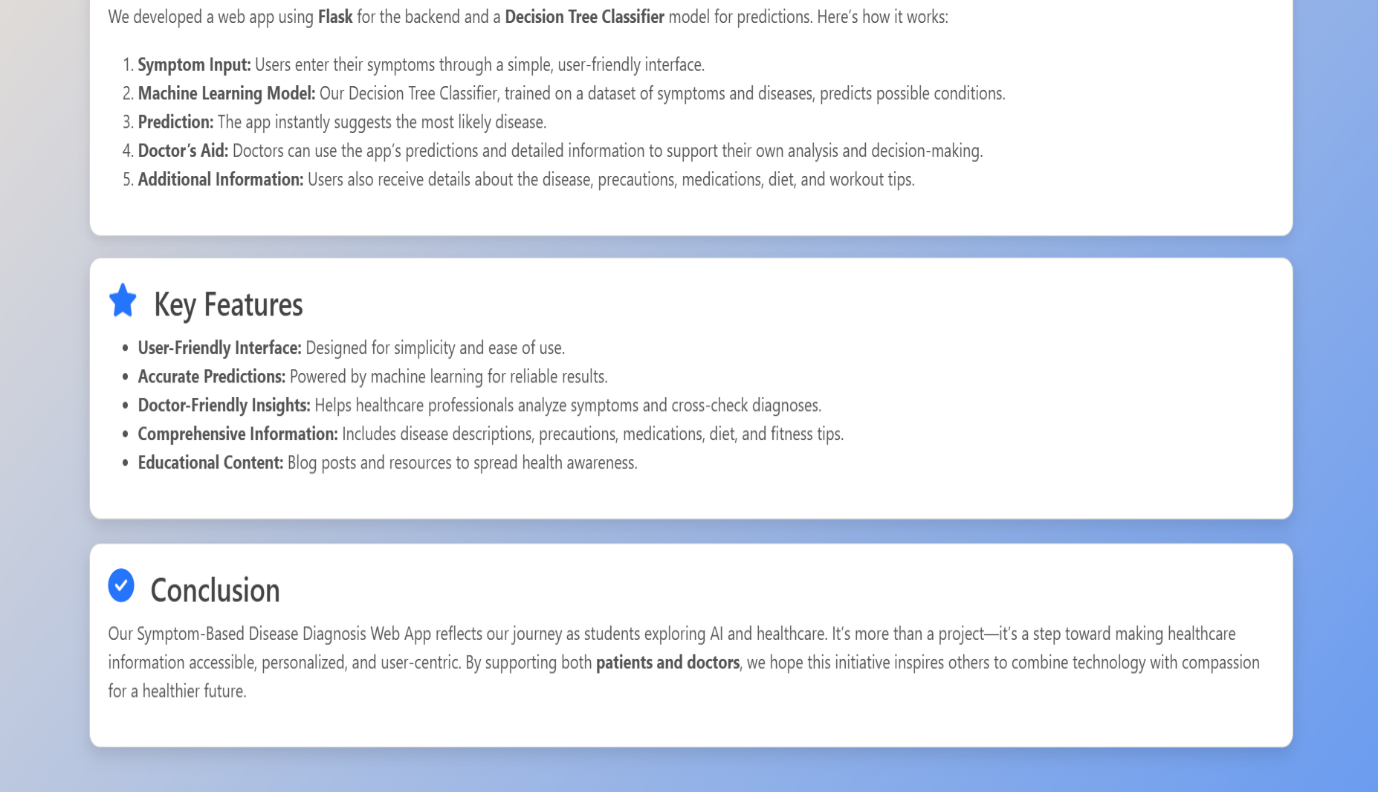 We developed a web app using Flask for the backend and a Decision Tree Classifier model for predictions. Here's how it works:
1. Symptom Input: Users enter their symptoms through a simple, user-friendly interface.
2. Machine Learning Model: Our Decision Tree Classifier, trained on a dataset of symptoms and diseases, predicts possible conditions.
3. Prediction: The app instantly suggests the most likely disease.
4. Doctor's Aid: Doctors can use the app's predictions and detailed information to support their own analysis and decision-making.
5. Additional Information: Users also receive details about the disease, precautions, medications, diet, and workout tips.
Key Features
• User-Friendly Interface: Designed for simplicity and ease of use.
• Accurate Predictions: Powered by machine learning for reliable results.
• Doctor-Friendly Insights: Helps healthcare professionals analyze symptoms and cross-check diagnoses.
• Comprehensive Information: Includes disease descriptions, precautions, medications, diet, and fitness tips.
• Educational Content: Blog posts and resources to spread health awareness.
Conclusion
Our Symptom-Based Disease Diagnosis Web App reflects our journey as students exploring AI and healthcare. It's more than a project—it's a step toward making healthcare
information accessible, personalized, and user-centric. By supporting both patients and doctors, we hope this initiative inspires others to combine technology with compassion
for a healthier future.